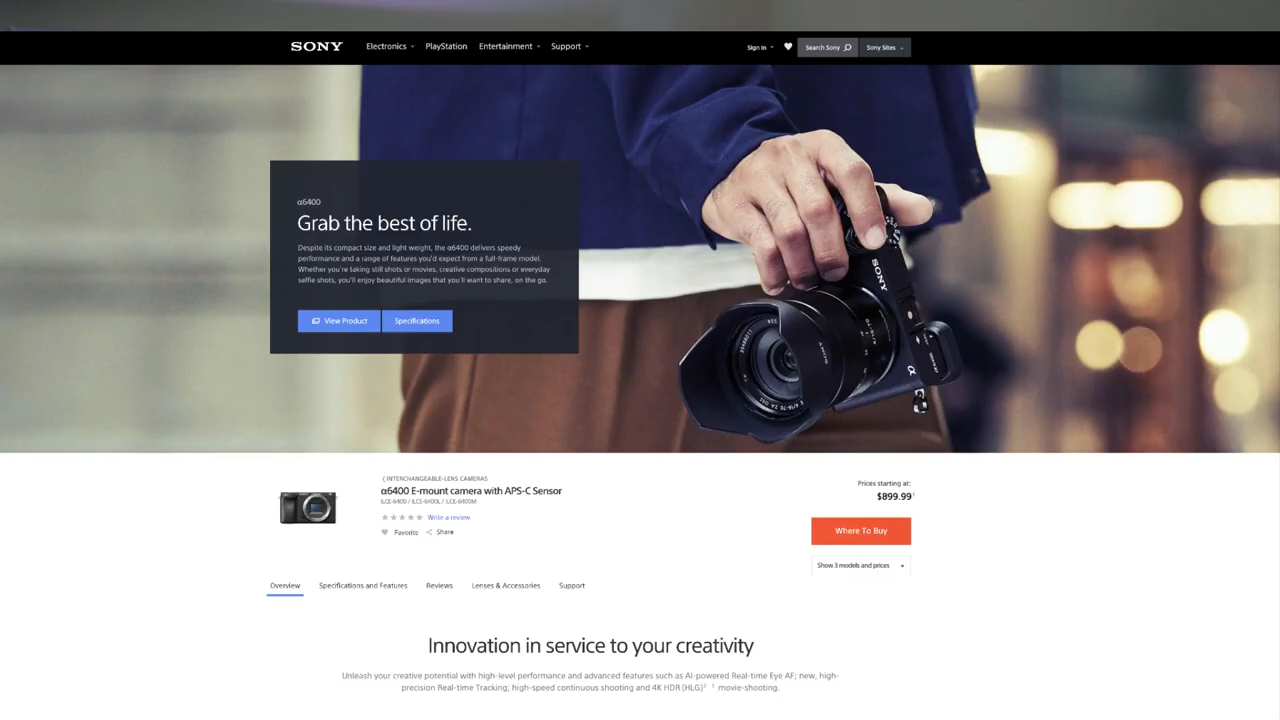 SONY
Electronics
PlayStation
Entertainment
Support
Sign In
Search Sony
Sony Sites
α6400
Grab the best of life.
Despite its compact size and light weight, the α6400 delivers speedy
performance and a range of features you'd expect from a full-frame model.
Whether you're taking still shots or movies, creative compositions or everyday
selfie shots, you'll enjoy beautiful images that you'll want to share, on the go.
View Product
Specifications
SONY
α
INTERCHANGEABLE-LENS CAMERAS
α6400 E-mount camera with APS-C Sensor
ILCE-6400 / ILCE-6400L / ILCE-6400M
Write a review
Favorite
Share
Prices starting at:
$899.99
Where To Buy
Show 3 models and prices
Overview
Specifications and Features
Reviews
Lenses & Accessories
Support
Innovation in service to your creativity
Unleash your creative potential with high-level performance and advanced features such as AI-powered Real-time Eye AF; new, high-
precision Real-time Tracking; high-speed continuous shooting and 4K HDR (HLG) movie-shooting.